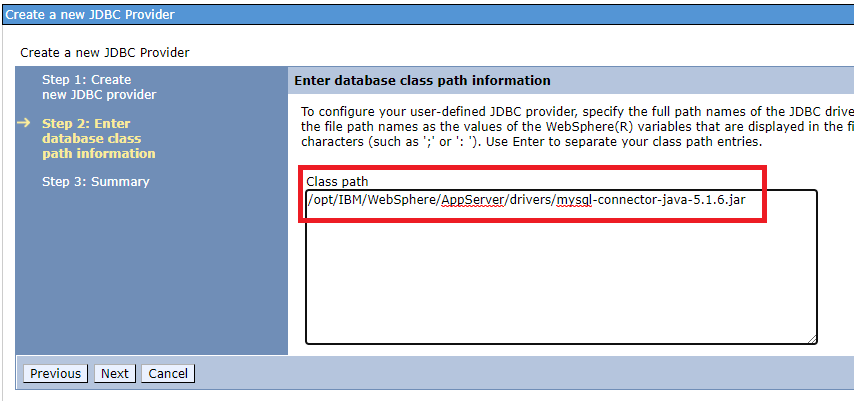 Create a new JDBC Provider
Create a new JDBC Provider
Step 1: Create
new JDBC provider
Step 2: Enter
database class
path information
Step 3: Summary
Enter database class path information
To configure your user-defined JDBC provider, specify the full path names of the JDBC drive
the file path names as the values of the WebSphere(R) variables that are displayed in the fi
characters (such as ';' or ': '). Use Enter to separate your class path entries.
Class path
/opt/IBM/WebSphere/AppServer/drivers/mysql-connector-java-5.1.6.jar
Previous Next Cancel